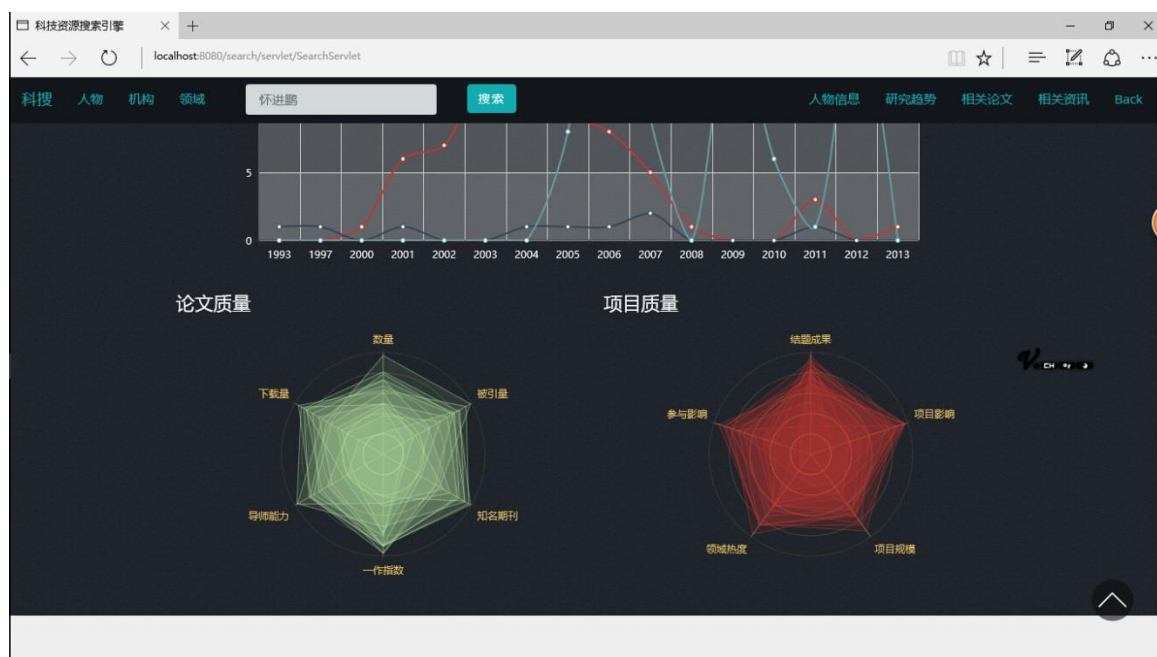 科技资源搜索引擎
localhost:8080/search/servlet/SearchServlet
科搜 人物 机构 领域 怀进鹏 搜索 人物信息 研究趋势 相关论文 相关资讯 Back
5
0
1993 1997 2000 2001 2002 2003 2004 2005 2006 2007 2008 2009 2010 2011 2012 2013
论文质量 项目质量
数量
下载量 被引量
导师能力 知名期刊
一作指数
结题成果
参与影响 项目影响
领域热度 项目规模
CH